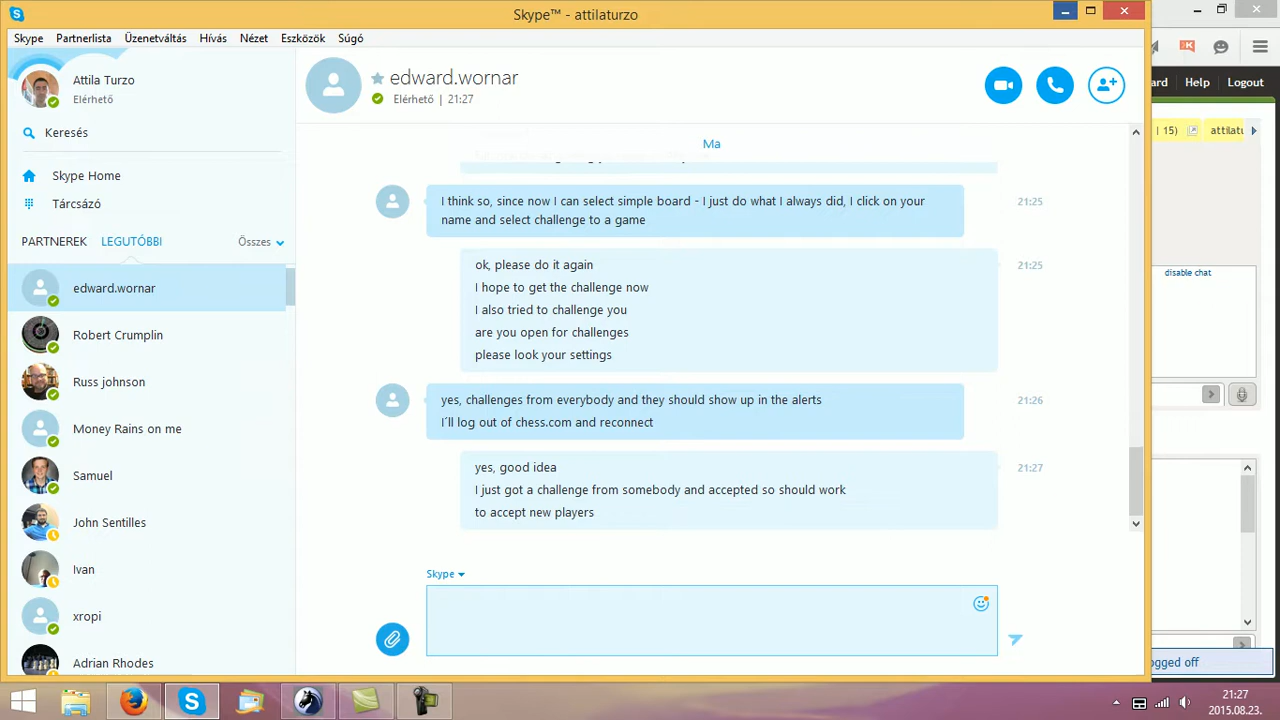 Skype™ - attilaturzo
Skype Partnerlista Üzenetváltás Hívás Nézet Eszközök Súgó
Attila Turzo
Elérhető
Keresés
Skype Home
Tárcsázó
PARTNEREK LEGUTÓBBI Összes
edward.wornar
Robert Crumplin
Russ johnson
Money Rains on me
Samuel
John Sentilles
Ivan
xropi
Adrian Rhodes
edward.wornar
Elérhető | 21:27
Ma
I think so, since now I can select simple board - I just do what I always did, I click on your 21:25
name and select challenge to a game
ok, please do it again 21:25
I hope to get the challenge now
I also tried to challenge you
are you open for challenges
please look your settings
yes, challenges from everybody and they should show up in the alerts 21:26
I´ll log out of chess.com and reconnect
yes, good idea 21:27
I just got a challenge from somebody and accepted so should work
to accept new players
Skype
Help Logout
15)
disable chat
off
21:27
2015.08.23.